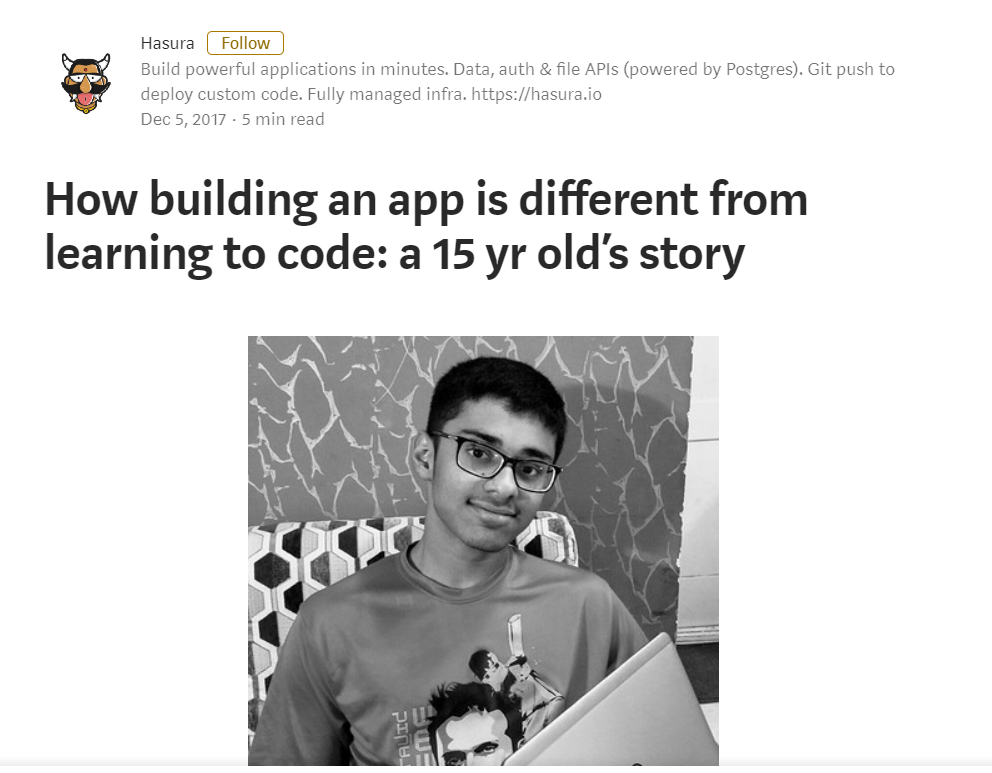 Hasura Follow
Build powerful applications in minutes. Data, auth & file APIs (powered by Postgres). Git push to
deploy custom code. Fully managed infra. https://hasura.io
Dec 5, 2017 · 5 min read
How building an app is different from
learning to code: a 15 yr old’s story